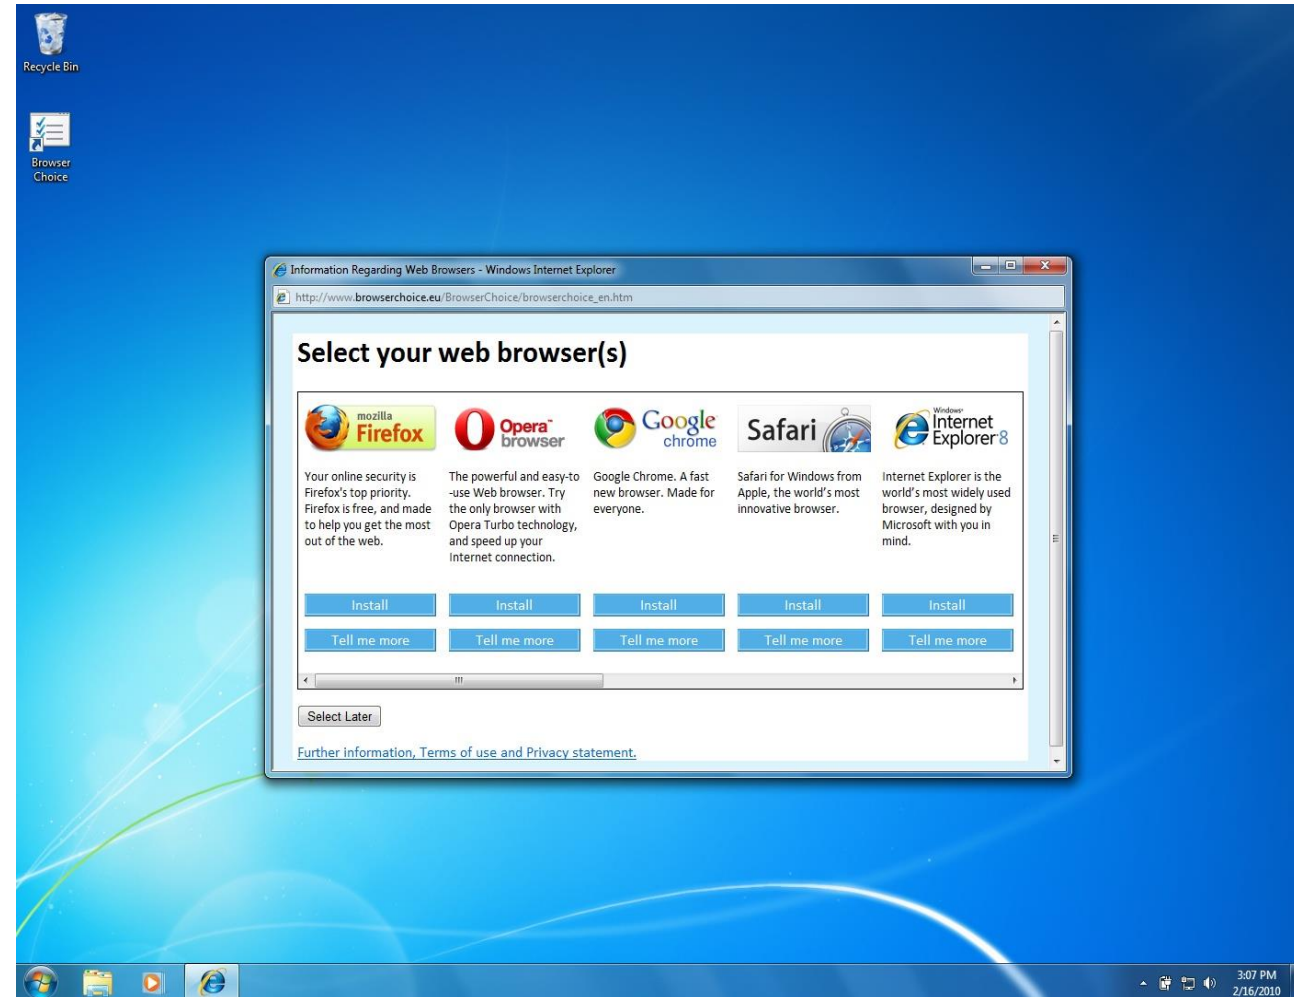 Recycle Bin
Browser
Choice
Information Regarding Web Browsers - Windows Internet Explorer
http://www.browserchoice.eu/BrowserChoice/browserchoice_en.htm
Select your web browser(s)
mozilla
Firefox
Your online security is
Firefox's top priority.
Firefox is free, and made
to help you get the most
out of the web.
Install
Tell me more
Opera™
browser
The powerful and easy-to
-use Web browser. Try
the only browser with
Opera Turbo technology,
and speed up your
Internet connection.
Install
Tell me more
Google
chrome
Google Chrome. A fast
new browser. Made for
everyone.
Install
Tell me more
Safari
Safari for Windows from
Apple, the world's most
innovative browser.
Install
Tell me more
Windows®
Internet
Explorer 8
Internet Explorer is the
world's most widely used
browser, designed by
Microsoft with you in
mind.
Install
Tell me more
Select Later
Further information, Terms of use and Privacy statement.
3:07 PM
2/16/2010